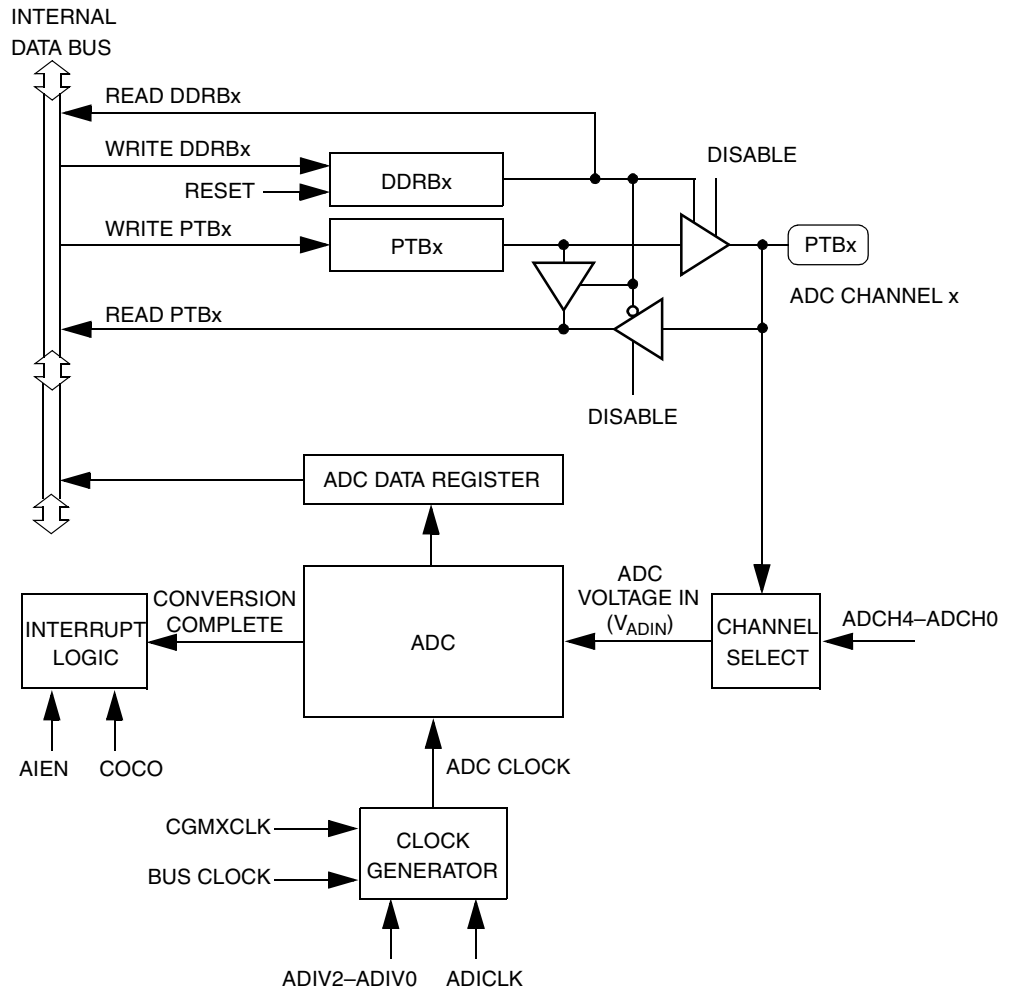 INTERNAL
DATA BUS
READ DDRBx
WRITE DDRBx
DISABLE
RESET
DDRBx
WRITE PTBx
PTBx
PTBx
ADC CHANNEL x
READ PTBx
DISABLE
ADC DATA REGISTER
ADC
VOLTAGE IN
(VADIN)
CONVERSION
COMPLETE
INTERRUPT
LOGIC
ADC
CHANNEL
SELECT
ADCH4–ADCH0
AIEN
COCO
ADC CLOCK
CGMXCLK
BUS CLOCK
CLOCK
GENERATOR
ADIV2–ADIV0
ADICLK